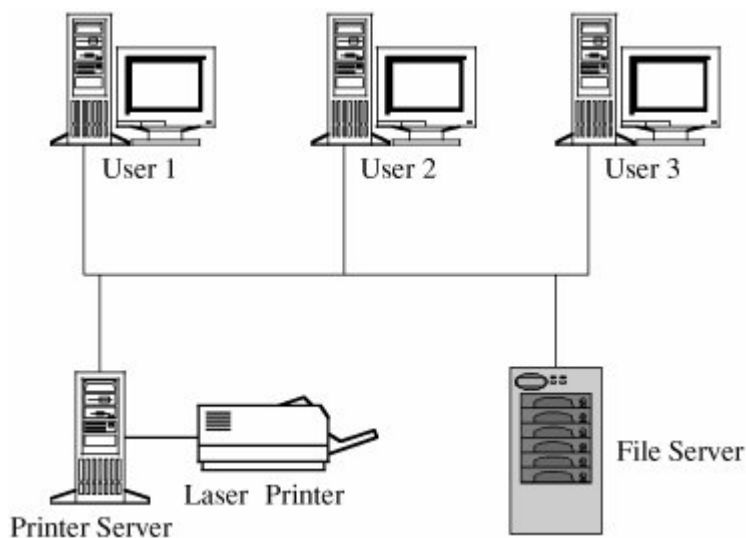 User 1
User 2
User 3
File Server
Laser Printer
Printer Server